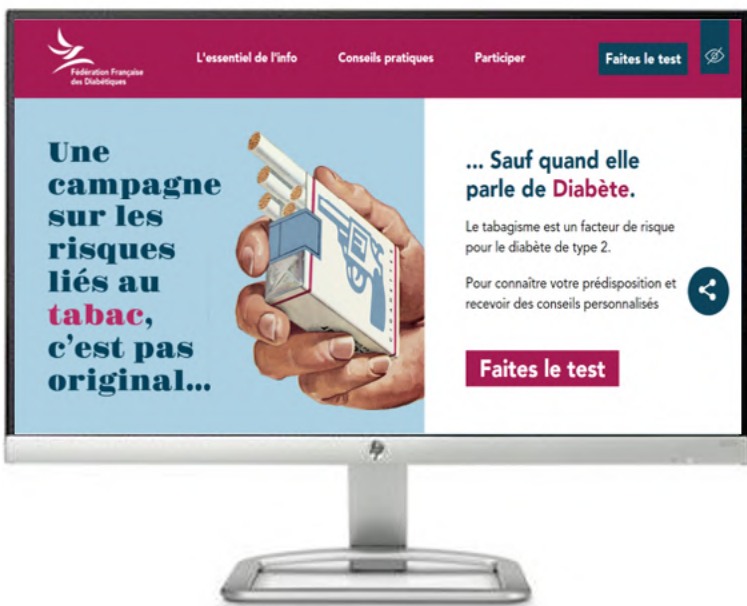 Fédération Française
des Diabétiques
L'essentiel de l'info
Conseils pratiques
Participer
Faites le test
Une
campagne
sur les
risques
liés au
tabac,
c'est pas
original...
CIGARETTES
... Sauf quand elle
parle de Diabète.
Le tabagisme est un facteur de risque
pour le diabète de type 2.
Pour connaître votre prédisposition et
recevoir des conseils personnalisés
Faites le test
hp